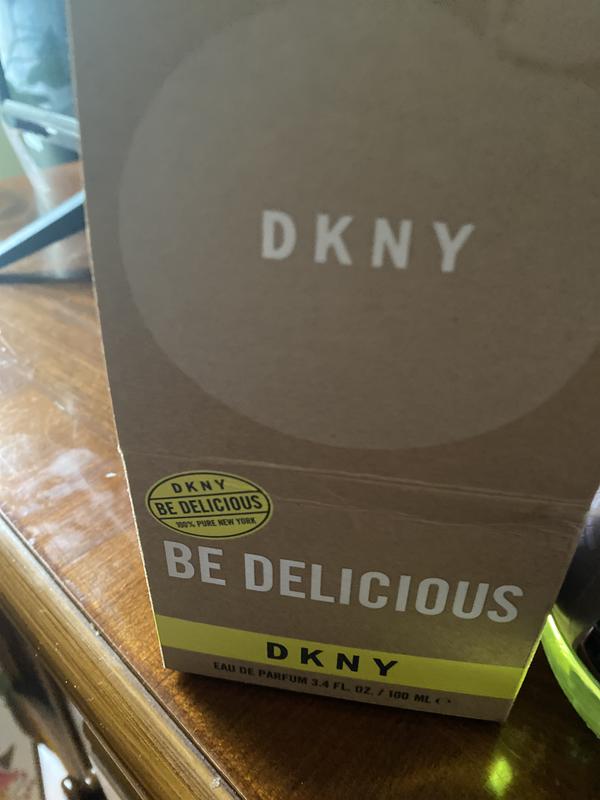 DKNY
DKNY
BE DELICIOUS
100% PURE NEW YORK
BE DELICIOUS
DKNY
EAU DE PARFUM 3.4 FL. OZ. / 100 ML